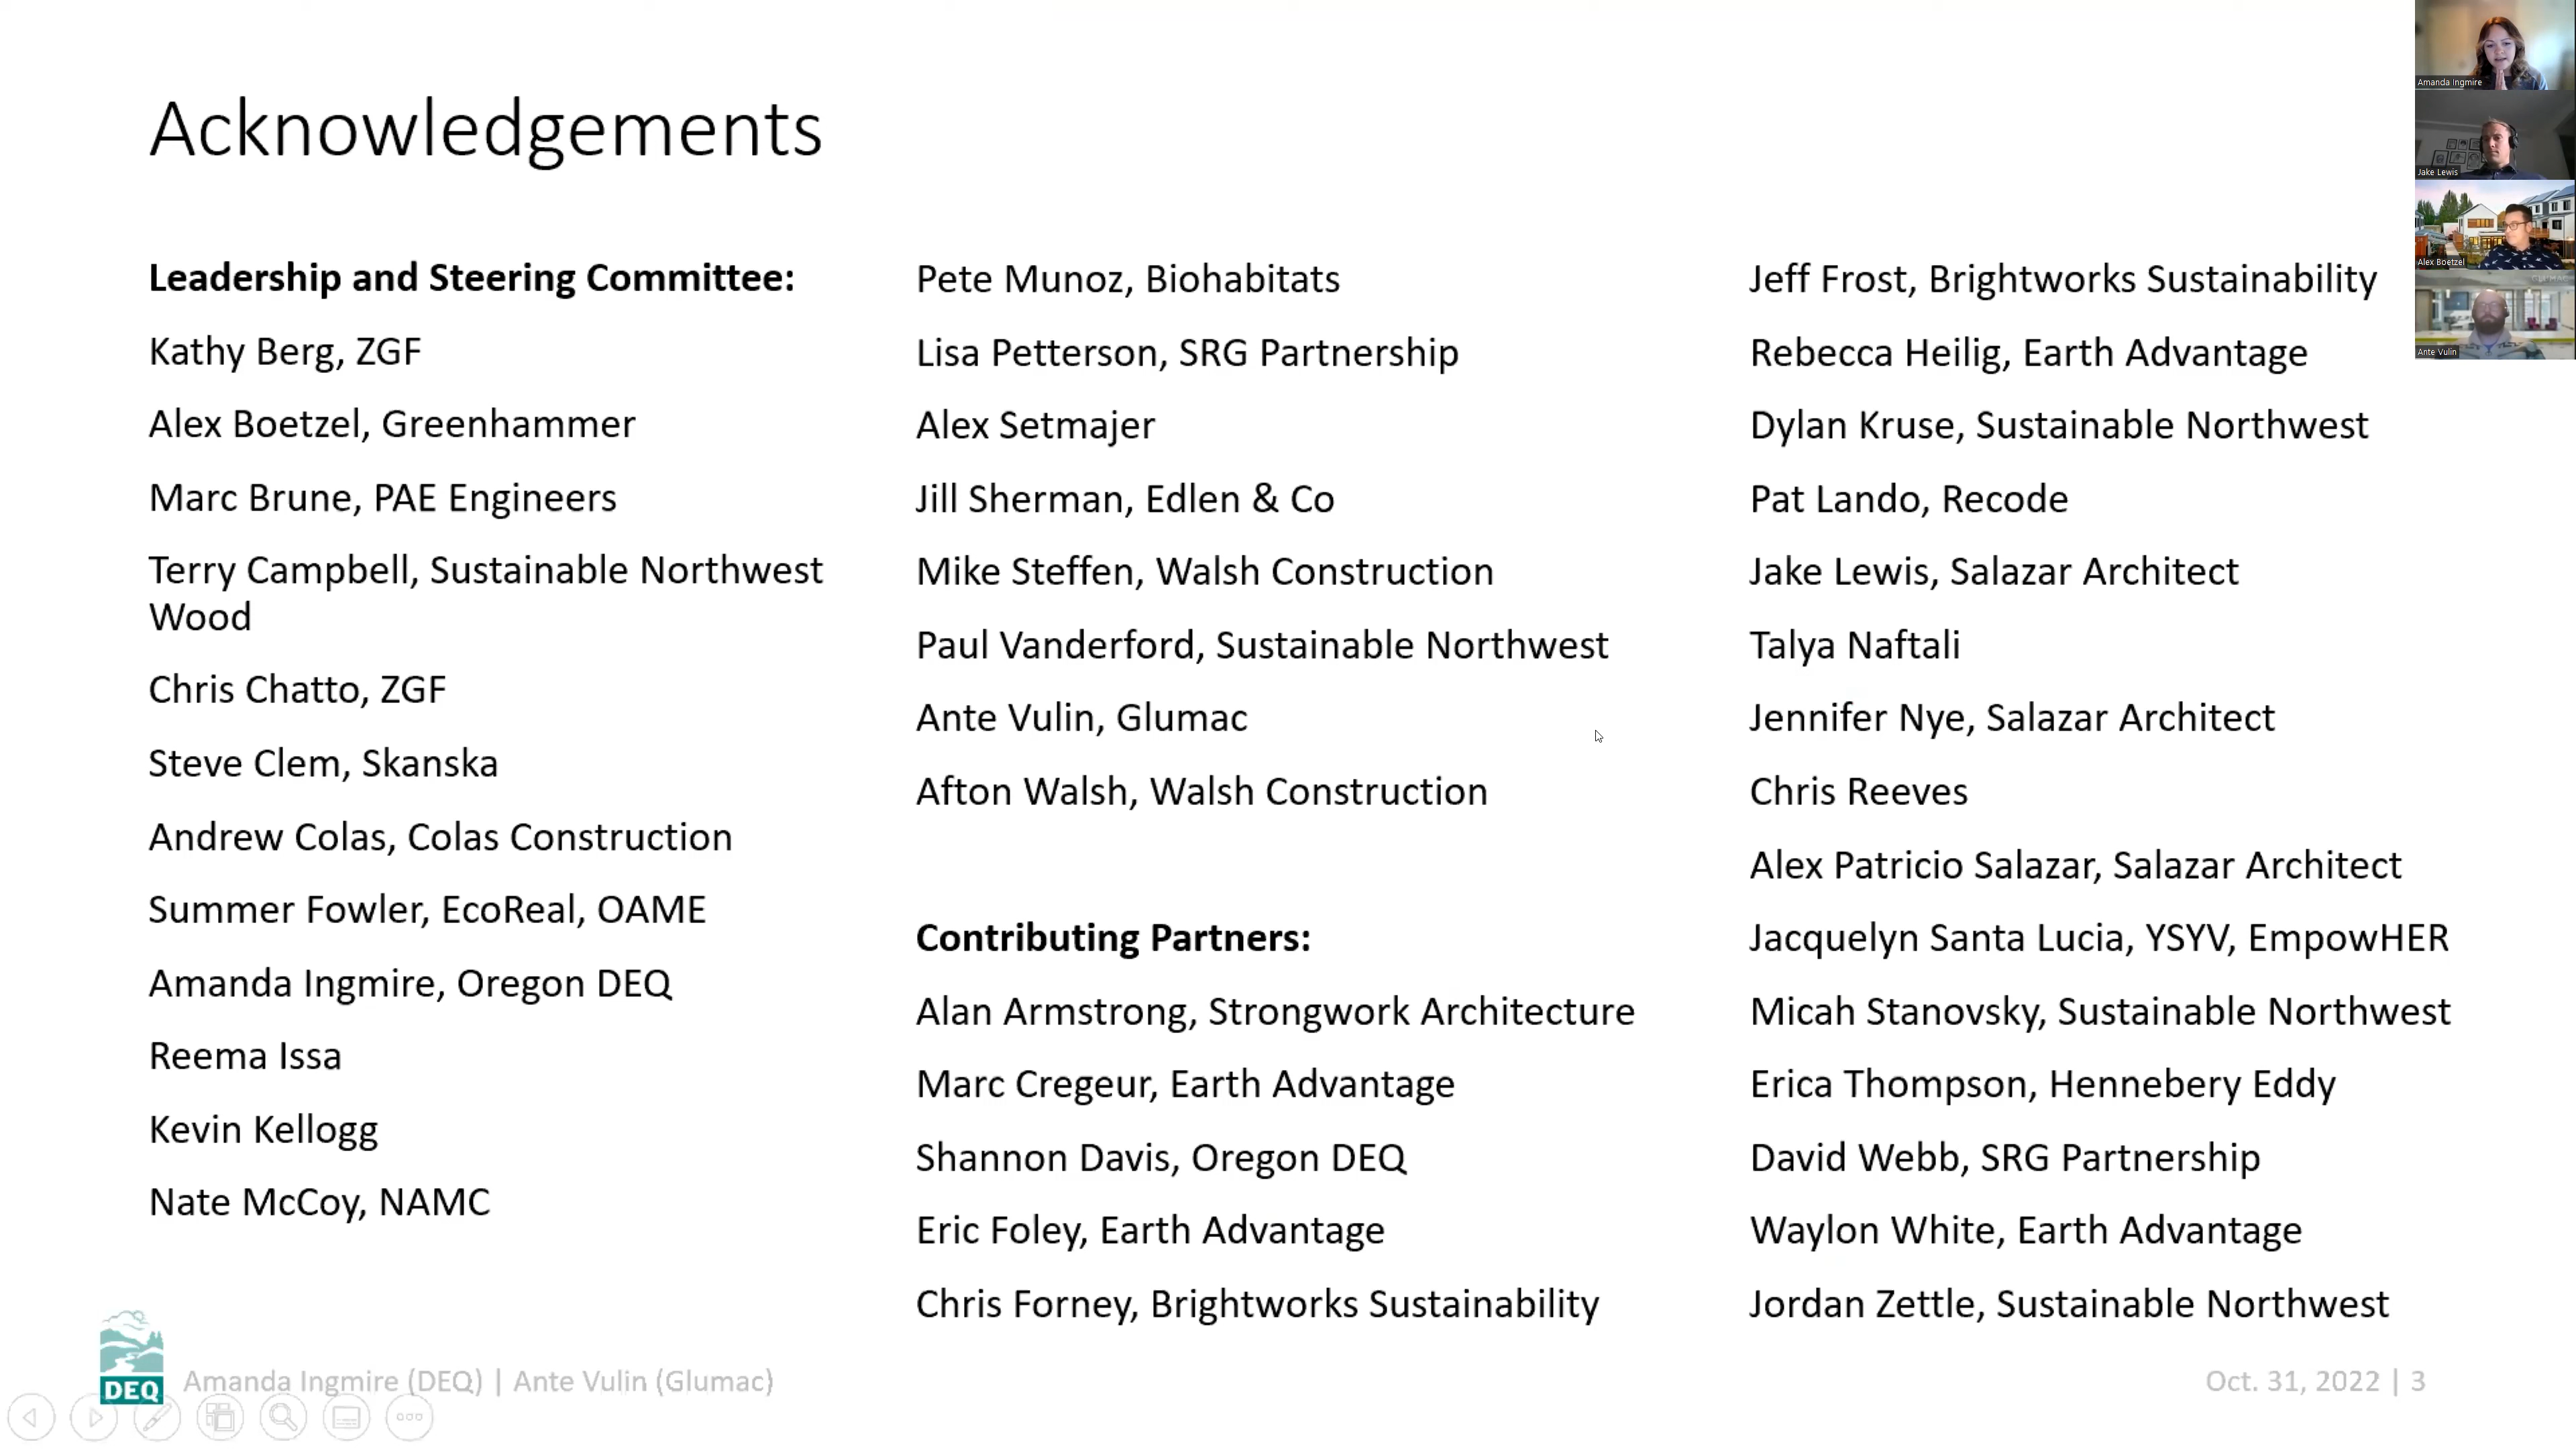 Acknowledgements
Leadership and Steering Committee:
Kathy Berg, ZGF
Alex Boetzel, Greenhammer
Marc Brune, PAE Engineers
Terry Campbell, Sustainable Northwest
Wood
Chris Chatto, ZGF
Steve Clem, Skanska
Andrew Colas, Colas Construction
Summer Fowler, EcoReal, OAME
Amanda Ingmire, Oregon DEQ
Reema Issa
Kevin Kellogg
Nate McCoy, NAMC
Pete Munoz, Biohabitats
Lisa Petterson, SRG Partnership
Alex Setmajer
Jill Sherman, Edlen & Co
Mike Steffen, Walsh Construction
Paul Vanderford, Sustainable Northwest
Ante Vulin, Glumac
Afton Walsh, Walsh Construction
Contributing Partners:
Alan Armstrong, Strongwork Architecture
Marc Cregeur, Earth Advantage
Shannon Davis, Oregon DEQ
Eric Foley, Earth Advantage
Chris Forney, Brightworks Sustainability
Jeff Frost, Brightworks Sustainability
Rebecca Heilig, Earth Advantage
Dylan Kruse, Sustainable Northwest
Pat Lando, Recode
Jake Lewis, Salazar Architect
Talya Naftali
Jennifer Nye, Salazar Architect
Chris Reeves
Alex Patricio Salazar, Salazar Architect
Jacquelyn Santa Lucia, YSYV, EmpowHER
Micah Stanovsky, Sustainable Northwest
Erica Thompson, Hennebery Eddy
David Webb, SRG Partnership
Waylon White, Earth Advantage
Jordan Zettle, Sustainable Northwest
Amanda Ingmire
Jake Lewis
Alex Boetzel
Ante Vulin
DEQ
Amanda Ingmire (DEQ) | Ante Vulin (Glumac)
Oct. 31, 2022 | 3